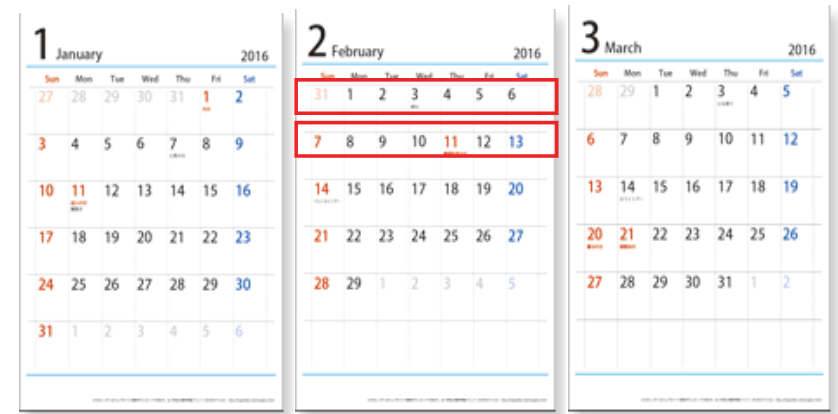 1 January 2016
Sun Mon Tue Wed Thu Fri Sat
27 28 29 30 31 1 2
3 4 5 6 7 8 9
10 11 12 13 14 15 16
17 18 19 20 21 22 23
24 25 26 27 28 29 30
31 1 2 3 4 5 6
2 February 2016
Sun Mon Tue Wed Thu Fri Sat
31 1 2 3 4 5 6
7 8 9 10 11 12 13
14 15 16 17 18 19 20
21 22 23 24 25 26 27
28 29 1 2 3 4 5
3 March 2016
Sun Mon Tue Wed Thu Fri Sat
28 29 1 2 3 4 5
6 7 8 9 10 11 12
13 14 15 16 17 18 19
20 21 22 23 24 25 26
27 28 29 30 31 1 2